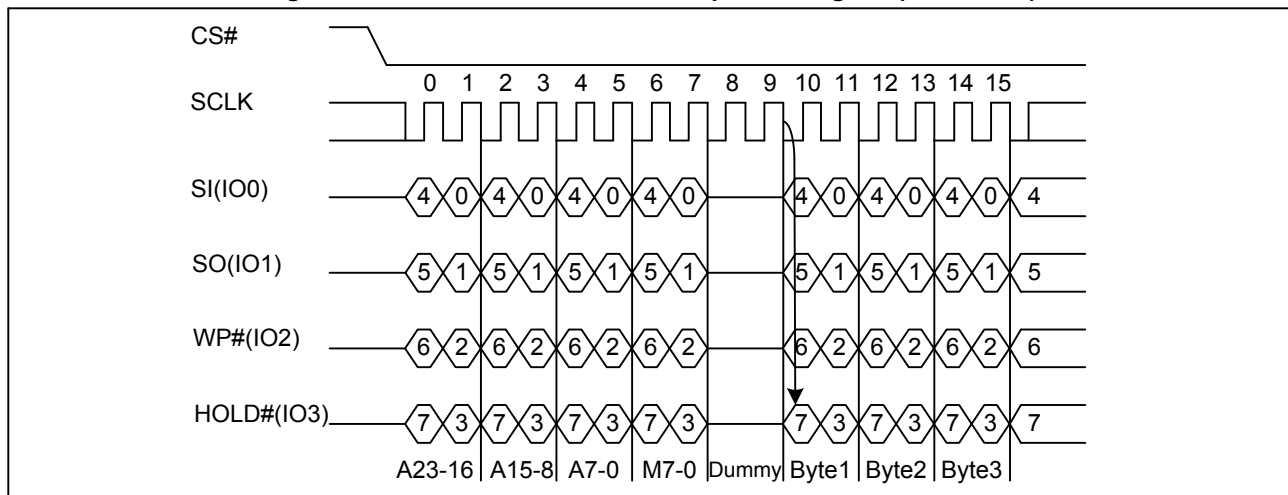 CS#
0 1 2 3 4 5 6 7 8 9 10 11 12 13 14 15
SCLK
SI(IO0) 4 0 4 0 4 0 4 0 4 0 4 0 4 0 4
SO(IO1) 5 1 5 1 5 1 5 1 5 1 5 1 5 1 5
WP#(IO2) 6 2 6 2 6 2 6 2 6 2 6 2 6 2 6
HOLD#(IO3) 7 3 7 3 7 3 7 3 7 3 7 3 7 3 7
A23-16 A15-8 A7-0 M7-0 Dummy Byte1 Byte2 Byte3